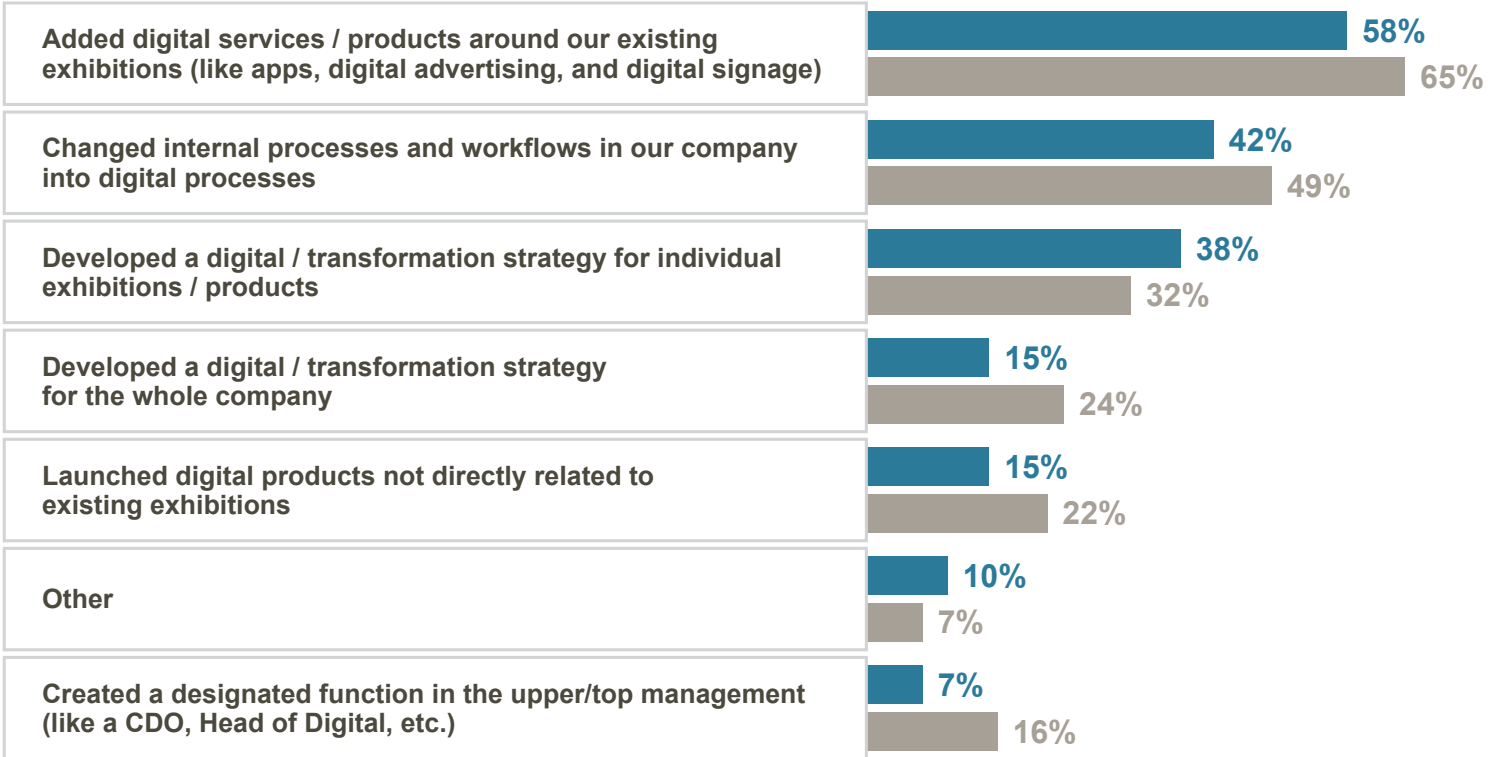 Added digital services / products around our existing
exhibitions (like apps, digital advertising, and digital signage)
58%
65%
Changed internal processes and workflows in our company
into digital processes
42%
49%
Developed a digital / transformation strategy for individual
exhibitions / products
38%
32%
Developed a digital / transformation strategy
for the whole company
15%
24%
Launched digital products not directly related to
existing exhibitions
15%
22%
Other
10%
7%
Created a designated function in the upper/top management
(like a CDO, Head of Digital, etc.)
7%
16%